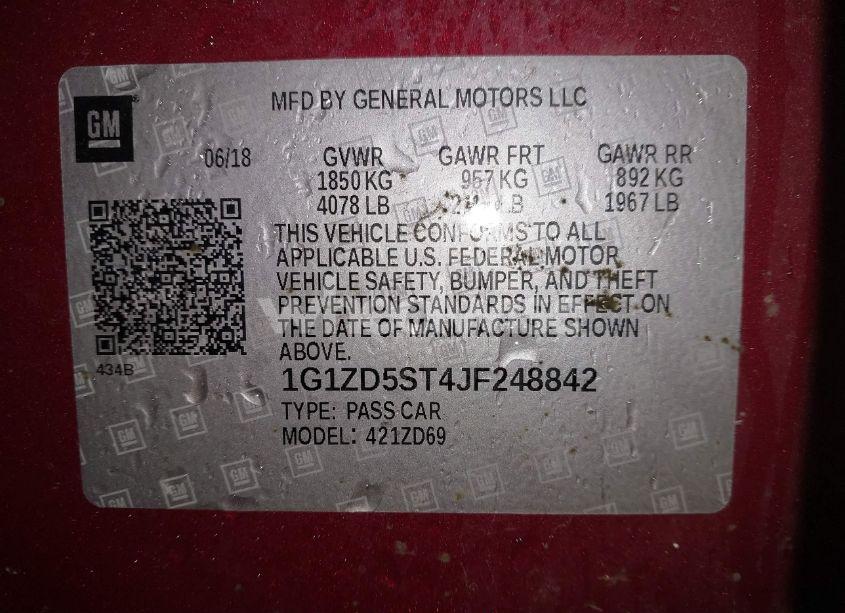 GM
MFD BY GENERAL MOTORS LLC
06/18 GVWR GAWR FRT GAWR RR
1850 KG 957 KG 892 KG
4078 LB LB 1967 LB
THIS VEHICLE CONFORMS TO ALL
APPLICABLE U.S. FEDERAL MOTOR
VEHICLE SAFETY, BUMPER, AND THEFT
PREVENTION STANDARDS IN EFFECT ON
THE DATE OF MANUFACTURE SHOWN
ABOVE.
434B
1G1ZD5ST4JF248842
TYPE: PASS CAR
MODEL: 421ZD69